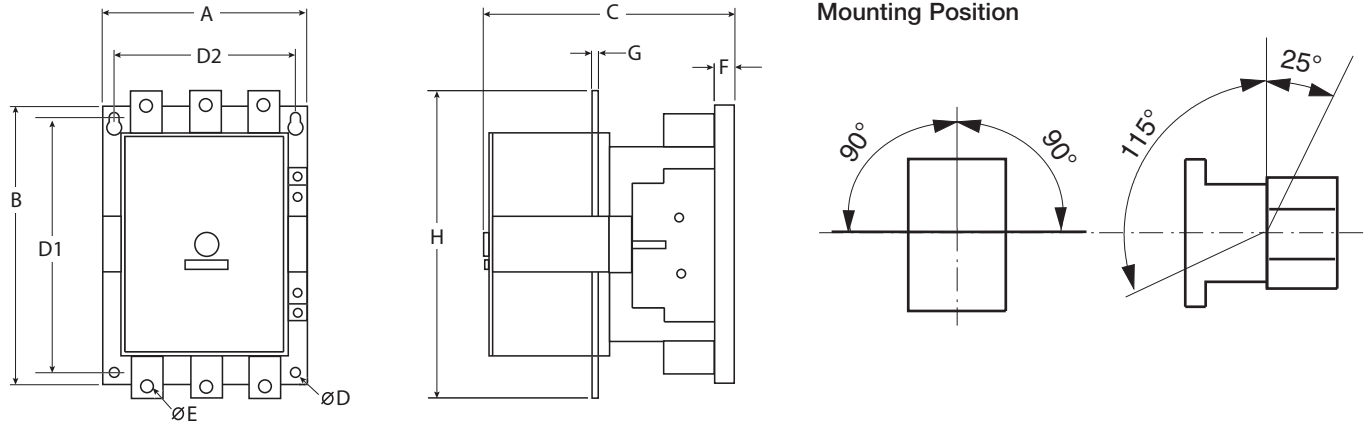 A
D2
B
D1
ØE
ØD
C
G
F
H
Mounting Position
90°
90°
115°
25°